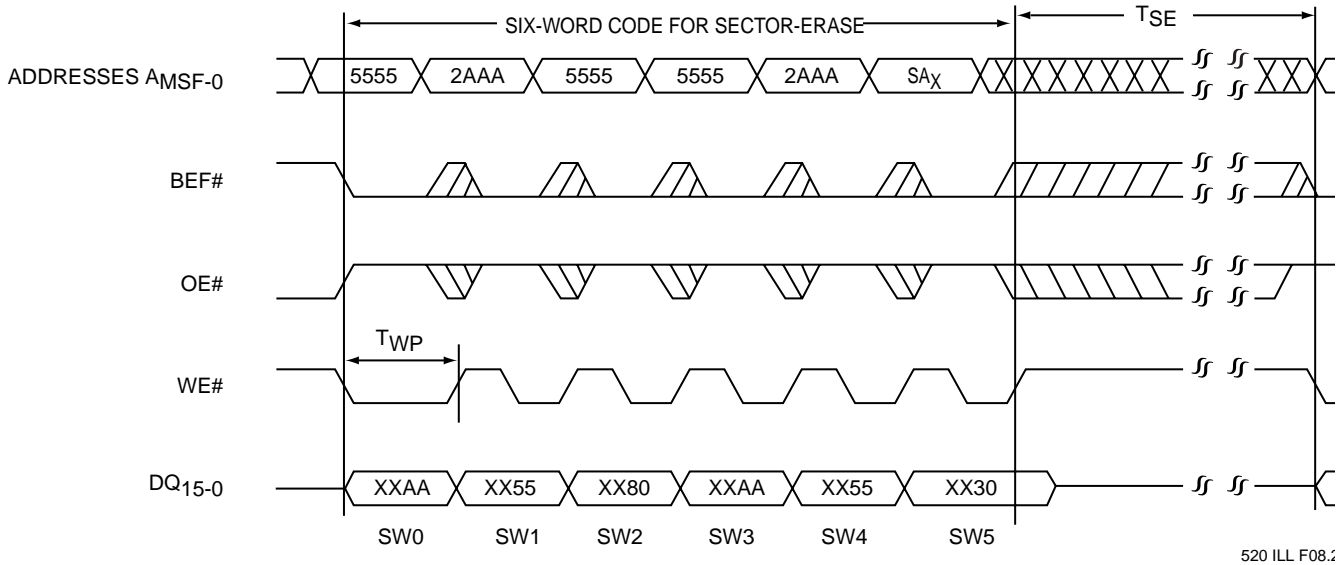 SIX-WORD CODE FOR SECTOR-ERASE TSE
ADDRESSES AMSF-0 5555 2AAA 5555 5555 2AAA SAX
BEF#
OE#
TWP
WE#
DQ15-0 XXAA XX55 XX80 XXAA XX55 XX30
SW0 SW1 SW2 SW3 SW4 SW5
520 ILL F08.2